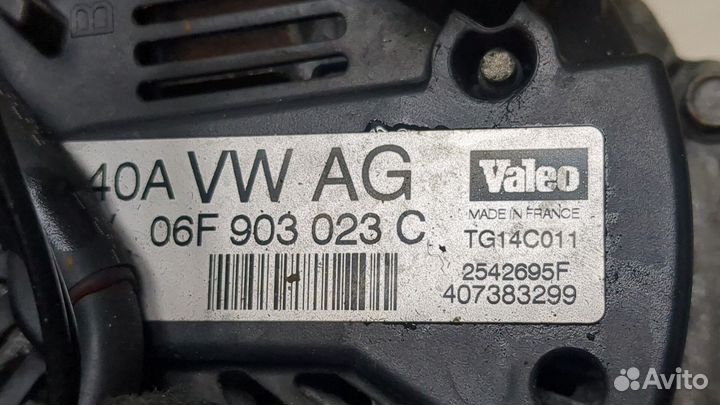 B
40A VW AG
06F 903 023 C
Valeo
MADE IN FRANCE
TG14C011
2542695F
407383299
Avito